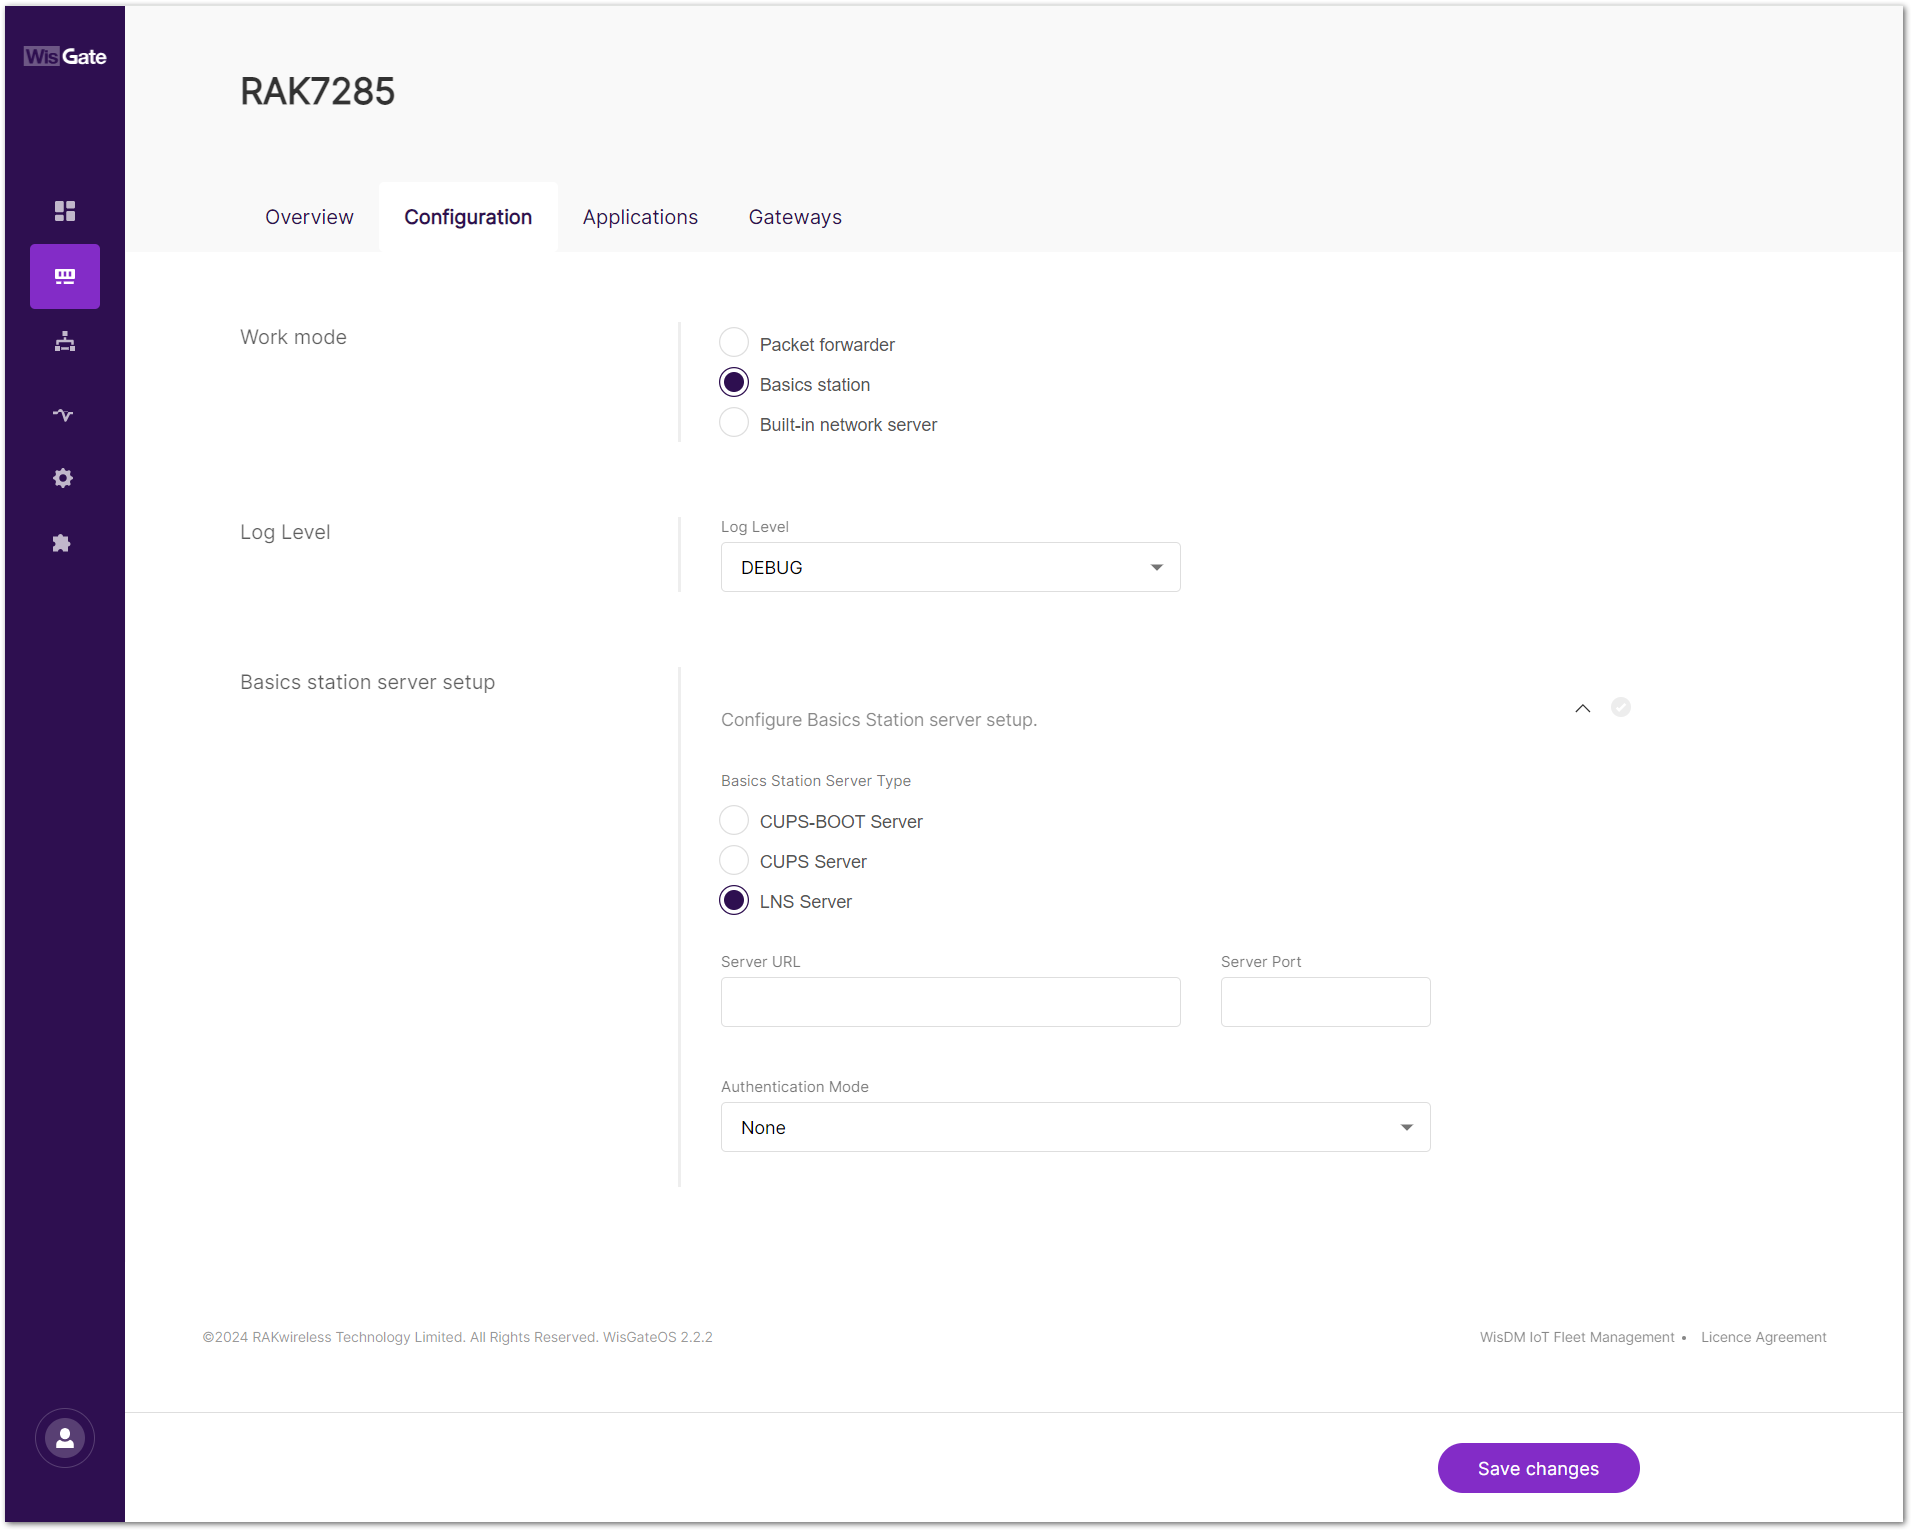 WisGate
RAK7285
Overview Configuration Applications Gateways
Work mode
Packet forwarder
Basics station
Built-in network server
Log Level
Log Level
DEBUG
Basics station server setup
Configure Basics Station server setup.
Basics Station Server Type
CUPS-BOOT Server
CUPS Server
LNS Server
Server URL Server Port
Authentication Mode
None
©2024 RAKwireless Technology Limited. All Rights Reserved. WisGateOS 2.2.2 WisDM IoT Fleet Management • Licence Agreement
Save changes